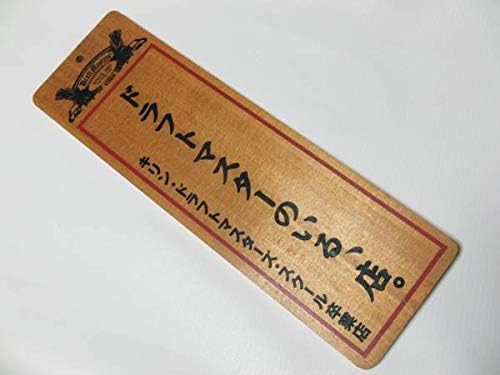 ドラフトマスターのいる、店。
キリン・ドラフトマスターズ・スクール卒業店